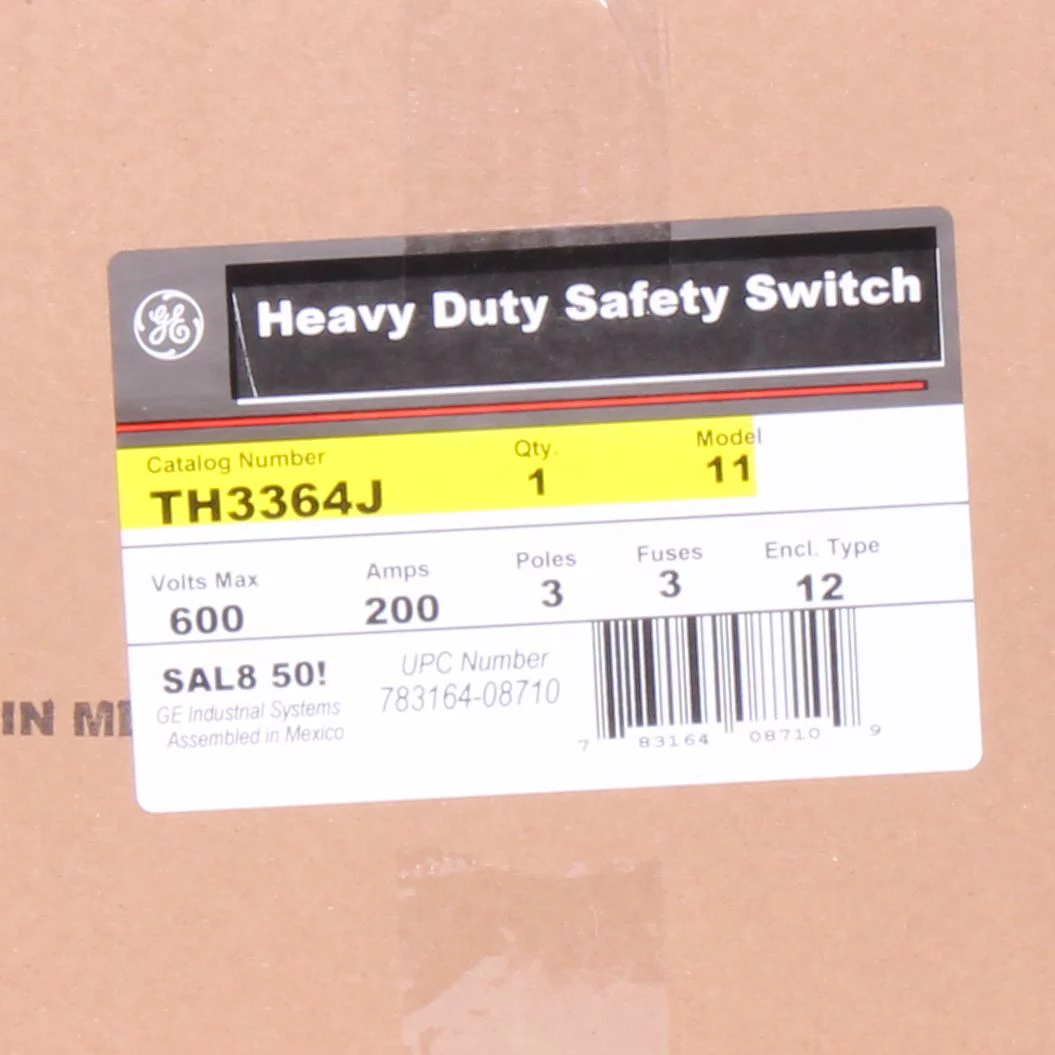 GE
Heavy Duty Safety Switch
Catalog Number Qty. Model
TH3364J 1 11
Volts Max Amps Poles Fuses Encl. Type
600 200 3 3 12
SAL8 50!
UPC Number
783164-08710
GE Industrial Systems
Assembled in Mexico
7 83164 08710 9
IN ME